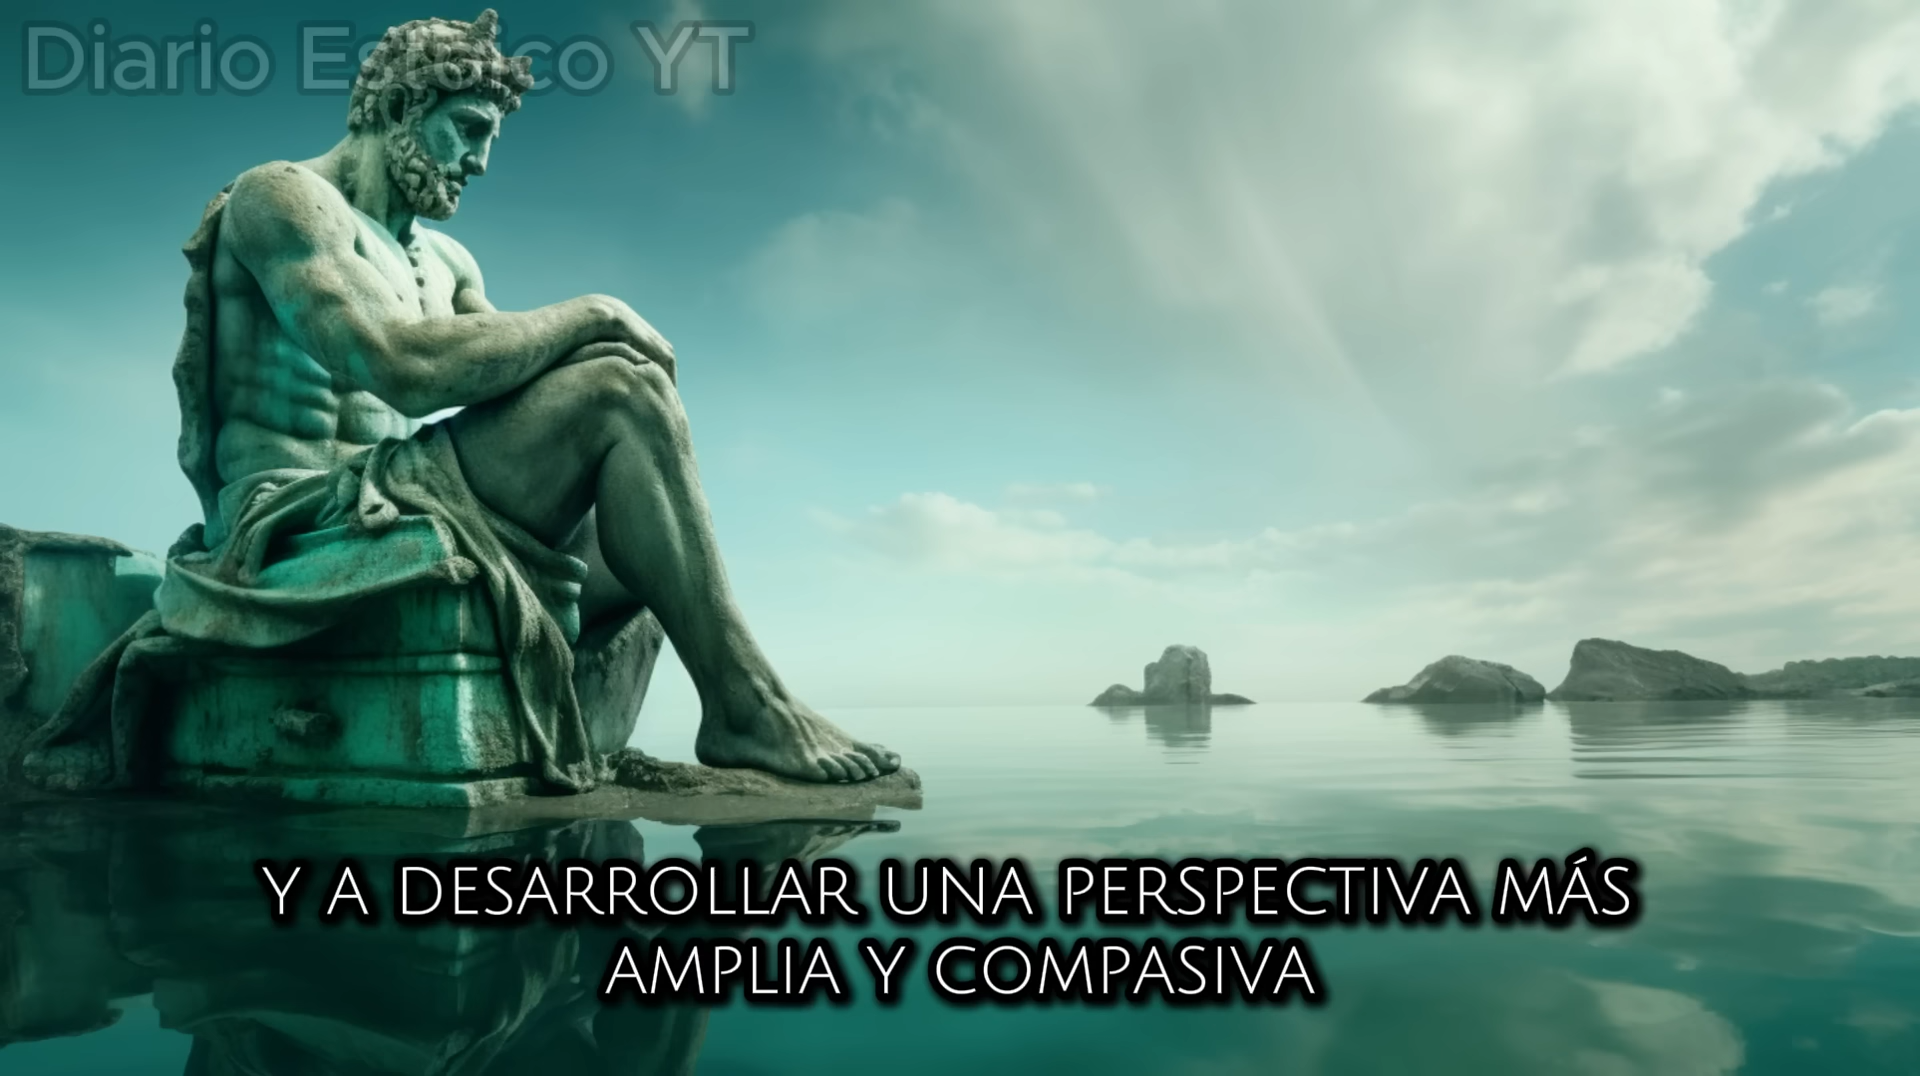 Diario Estoico YT
Y A DESARROLLAR UNA PERSPECTIVA MÁS
AMPLIA Y COMPASIVA